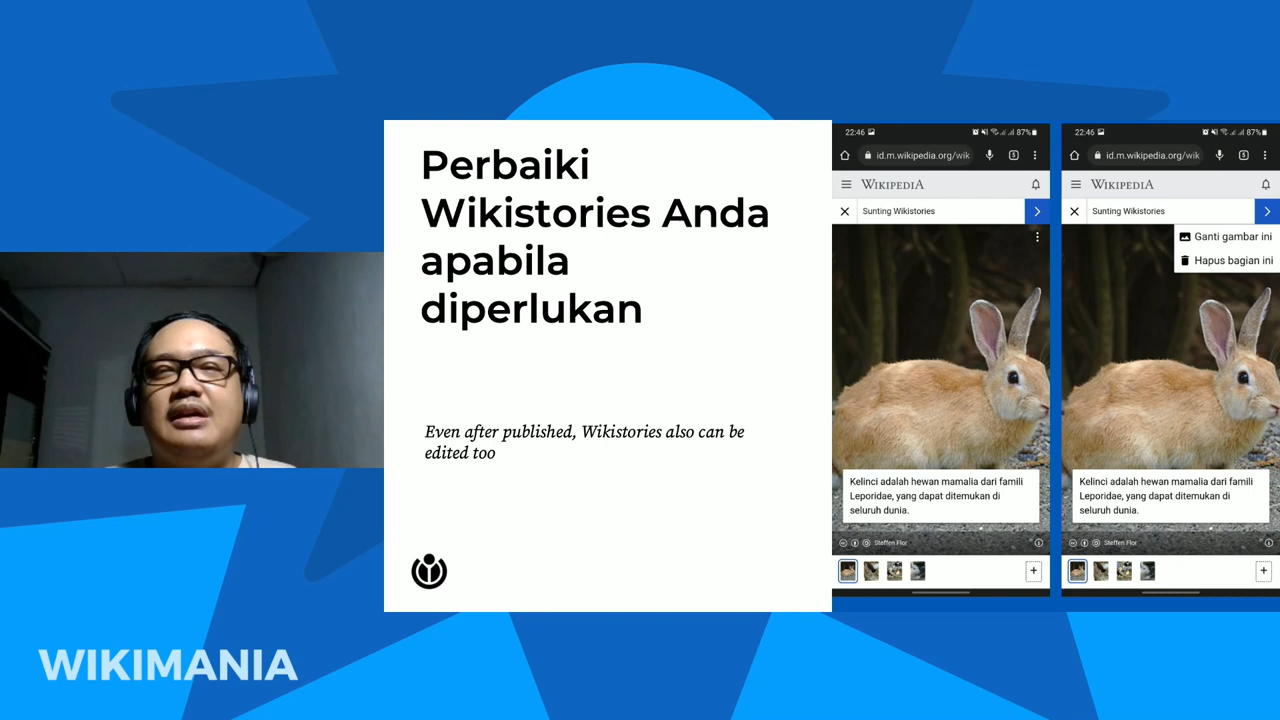 Perbaiki
Wikistories Anda
apabila
diperlukan
Even after published, Wikistories also can be
edited too
22:46
87%
id.m.wikipedia.org/wik
5
WIKIPEDIA
Sunting Wikistories
Kelinci adalah hewan mamalia dari famili
Leporidae, yang dapat ditemukan di
seluruh dunia.
Steffen Flor
22:46
87%
id.m.wikipedia.org/wik
5
WIKIPEDIA
Sunting Wikistories
Ganti gambar ini
Hapus bagian ini
Kelinci adalah hewan mamalia dari famili
Leporidae, yang dapat ditemukan di
seluruh dunia.
Steffen Flor
WIKIMANIA